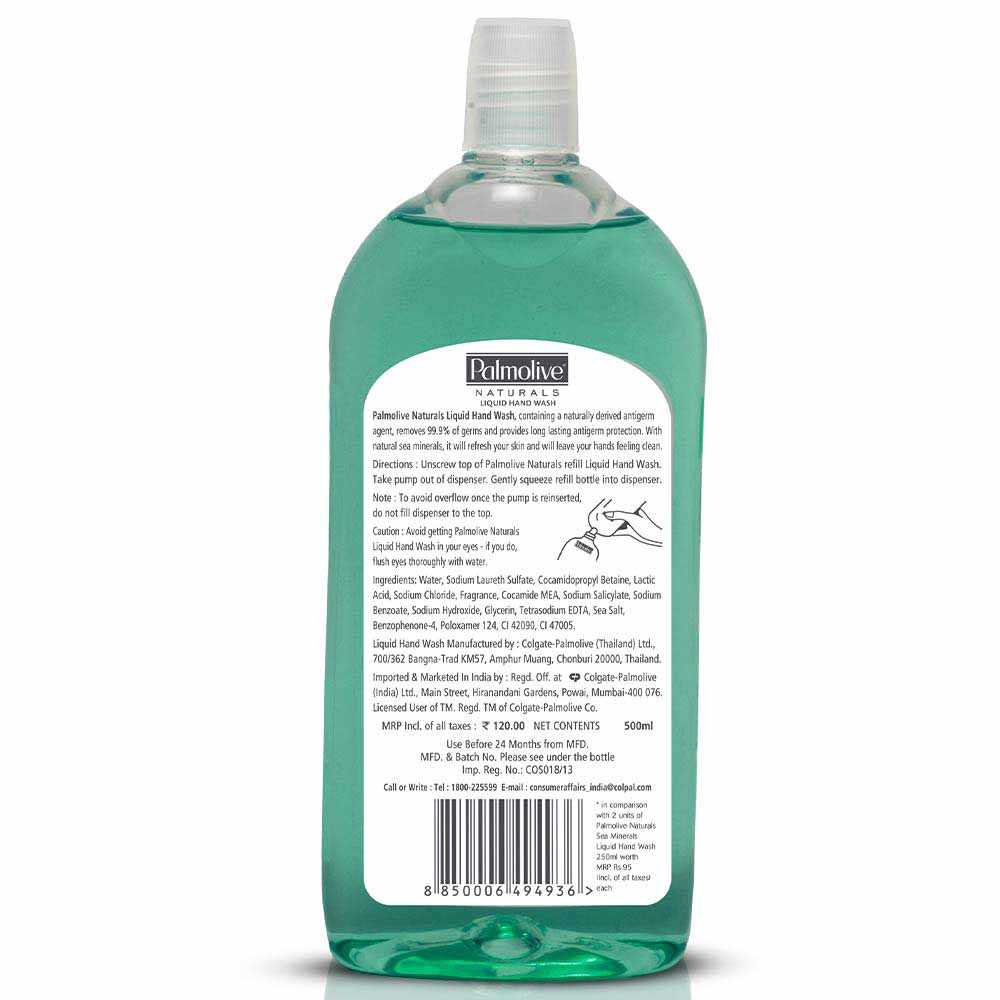 Palmolive®
NATURALS
LIQUID HAND WASH
Palmolive Naturals Liquid Hand Wash, containing a naturally derived antigerm
agent, removes 99.9% of germs and provides long lasting antigerm protection. With
natural sea minerals, it will refresh your skin and will leave your hands feeling clean.
Directions : Unscrew top of Palmolive Naturals refill Liquid Hand Wash.
Take pump out of dispenser. Gently squeeze refill bottle into dispenser.
Note : To avoid overflow once the pump is reinserted,
do not fill dispenser to the top.
Caution : Avoid getting Palmolive Naturals
Liquid Hand Wash in your eyes - if you do,
flush eyes thoroughly with water.
Ingredients: Water, Sodium Laureth Sulfate, Cocamidopropyl Betaine, Lactic
Acid, Sodium Chloride, Fragrance, Cocamide MEA, Sodium Salicylate, Sodium
Benzoate, Sodium Hydroxide, Glycerin, Tetrasodium EDTA, Sea Salt,
Benzophenone-4, Poloxamer 124, CI 42090, CI 47005.
Liquid Hand Wash Manufactured by : Colgate-Palmolive (Thailand) Ltd.,
700/362 Bangna-Trad KM57, Amphur Muang, Chonburi 20000, Thailand.
Imported & Marketed In India by : Regd. Off. at Colgate-Palmolive
(India) Ltd., Main Street, Hiranandani Gardens, Powai, Mumbai-400 076.
Licensed User of TM. Regd. TM of Colgate-Palmolive Co.
MRP Incl. of all taxes : ₹ 120.00 NET CONTENTS 500ml
Use Before 24 Months from MFD.
MFD. & Batch No. Please see under the bottle
Imp. Reg. No.: COS018/13
Call or Write : Tel : 1800-225599 E-mail : consumeraffairs_india@colpal.com
* in comparison
with 2 units of
Palmolive Naturals
Sea Minerals
Liquid Hand Wash
250ml worth
MRP Rs.95
(Incl. of all taxes)
each
8 850006 494936 >